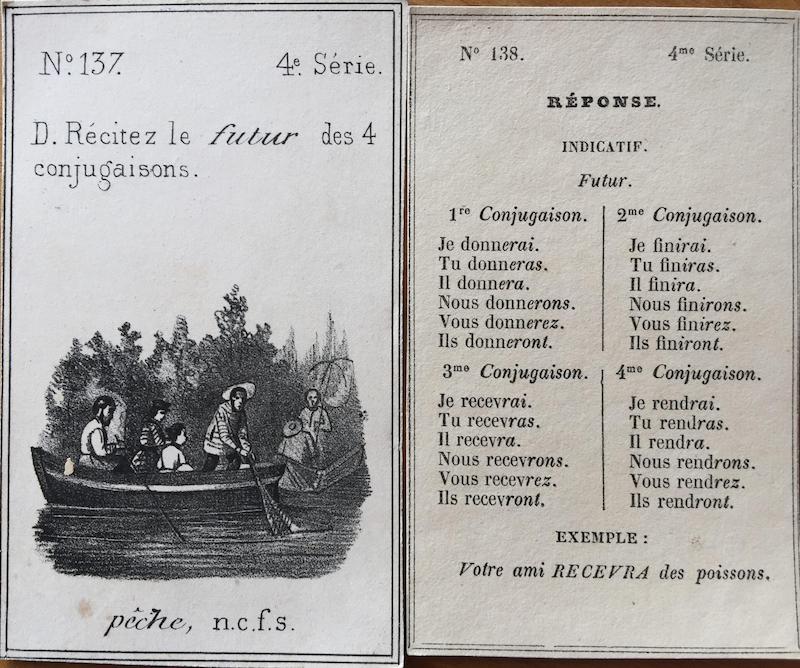 Nº. 137. 4e. Série.
D. Récitez le futur des 4
conjugaisons.
pêche, n.c.f.s.
Nº 138. 4me Série.
RÉPONSE.
INDICATIF.
Futur.
1re Conjugaison. 2me Conjugaison.
Je donnerai. Je finirai.
Tu donneras. Tu finiras.
Il donnera. Il finira.
Nous donnerons. Nous finirons.
Vous donnerez. Vous finirez.
Ils donneront. Ils finiront.
3me Conjugaison. 4me Conjugaison.
Je recevrai. Je rendrai.
Tu recevras. Tu rendras.
Il recevra. Il rendra.
Nous recevrons. Nous rendrons.
Vous recevrez. Vous rendrez.
Ils recevront. Ils rendront.
EXEMPLE :
Votre ami RECEVRA des poissons.